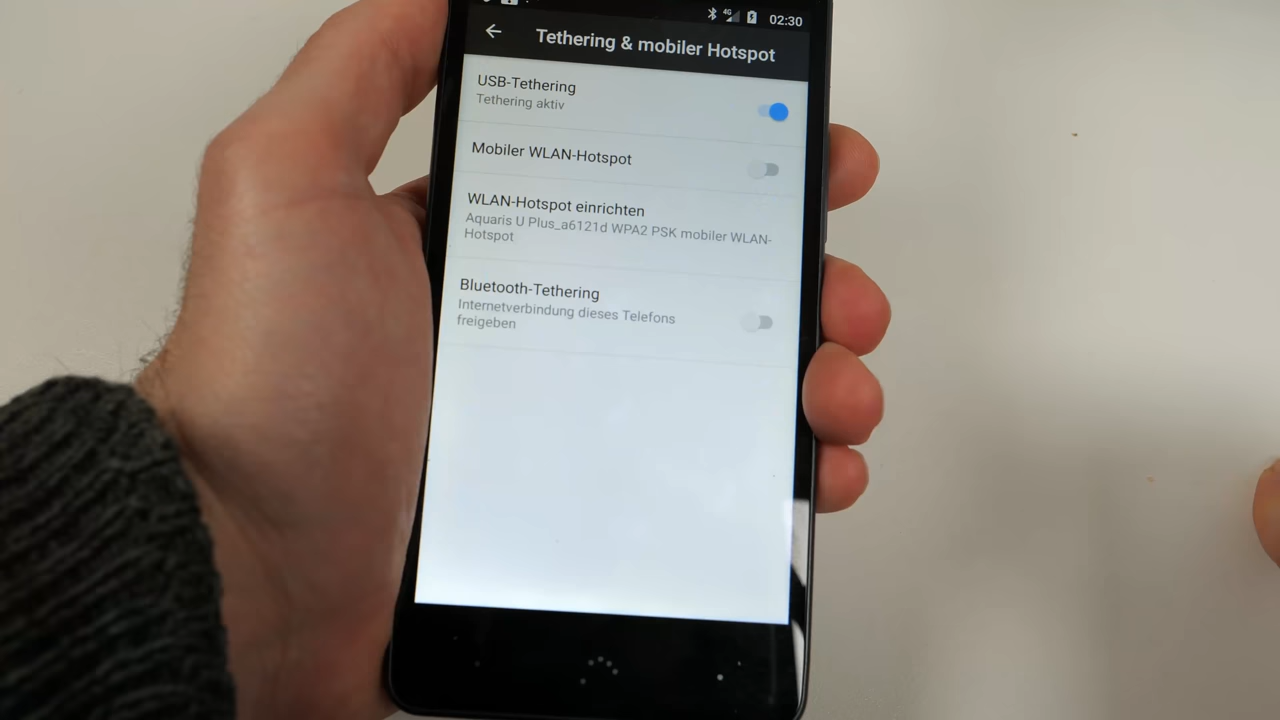 4G 02:30
Tethering & mobiler Hotspot
USB-Tethering
Tethering aktiv
Mobiler WLAN-Hotspot
WLAN-Hotspot einrichten
Aquaris U Plus_a6121d WPA2 PSK mobiler WLAN-
Hotspot
Bluetooth-Tethering
Internetverbindung dieses Telefons
freigeben